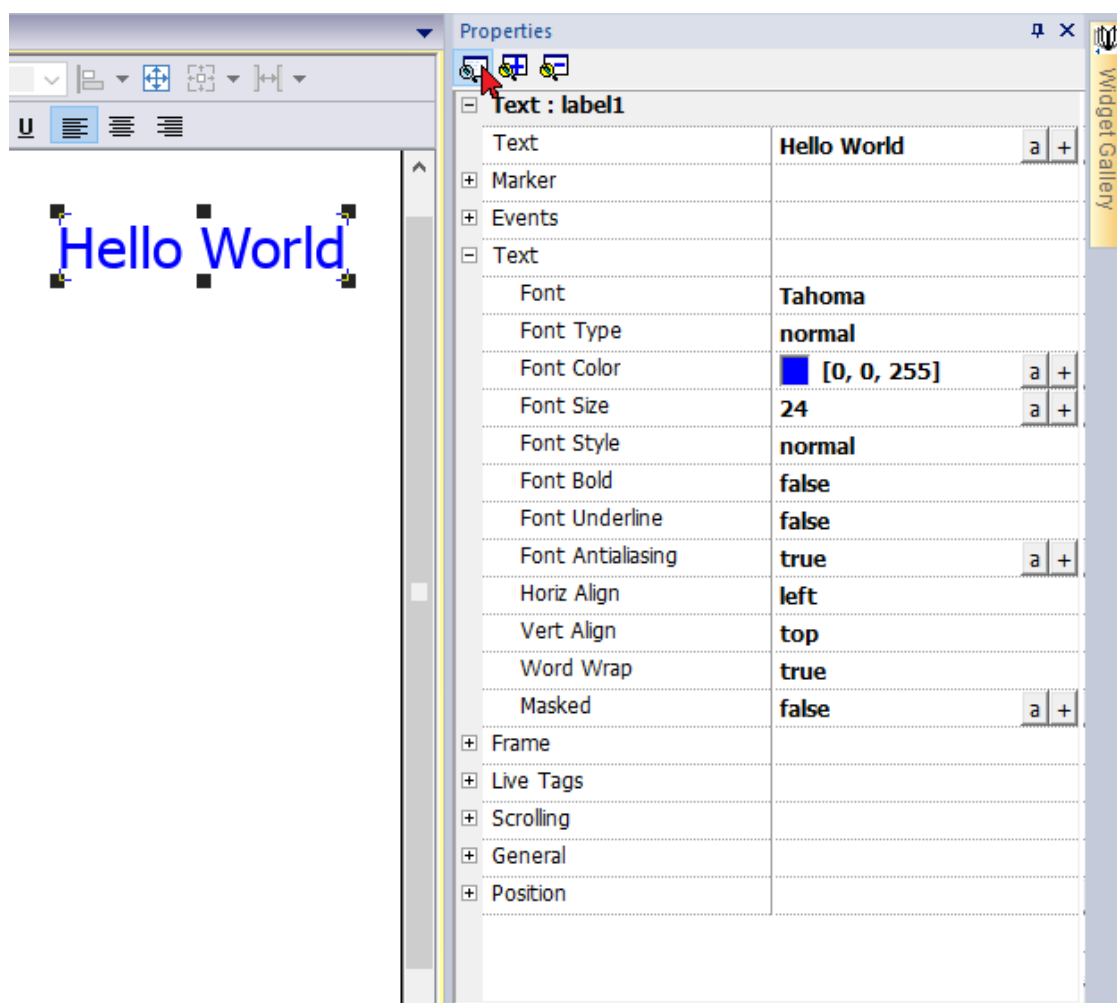 Properties
U
Hello World
Text : label1
Text Hello World a +
Marker
Events
Text
Font Tahoma
Font Type normal
Font Color [0, 0, 255] a +
Font Size 24 a +
Font Style normal
Font Bold false
Font Underline false
Font Antialiasing true a +
Horiz Align left
Vert Align top
Word Wrap true
Masked false a +
Frame
Live Tags
Scrolling
General
Position
Widget Gallery